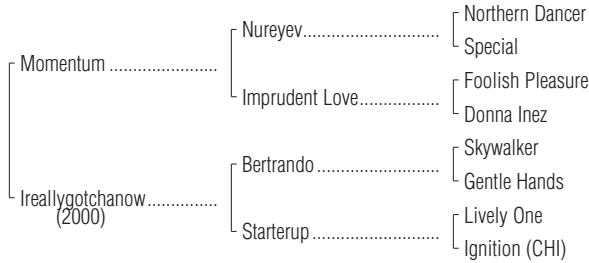 Northern Dancer
Nureyev
Special
Momentum
Foolish Pleasure
Imprudent Love
Donna Inez
Skywalker
Bertrando
Gentle Hands
Ireallygotchanow
(2000)
Lively One
Starterup
Ignition (CHI)